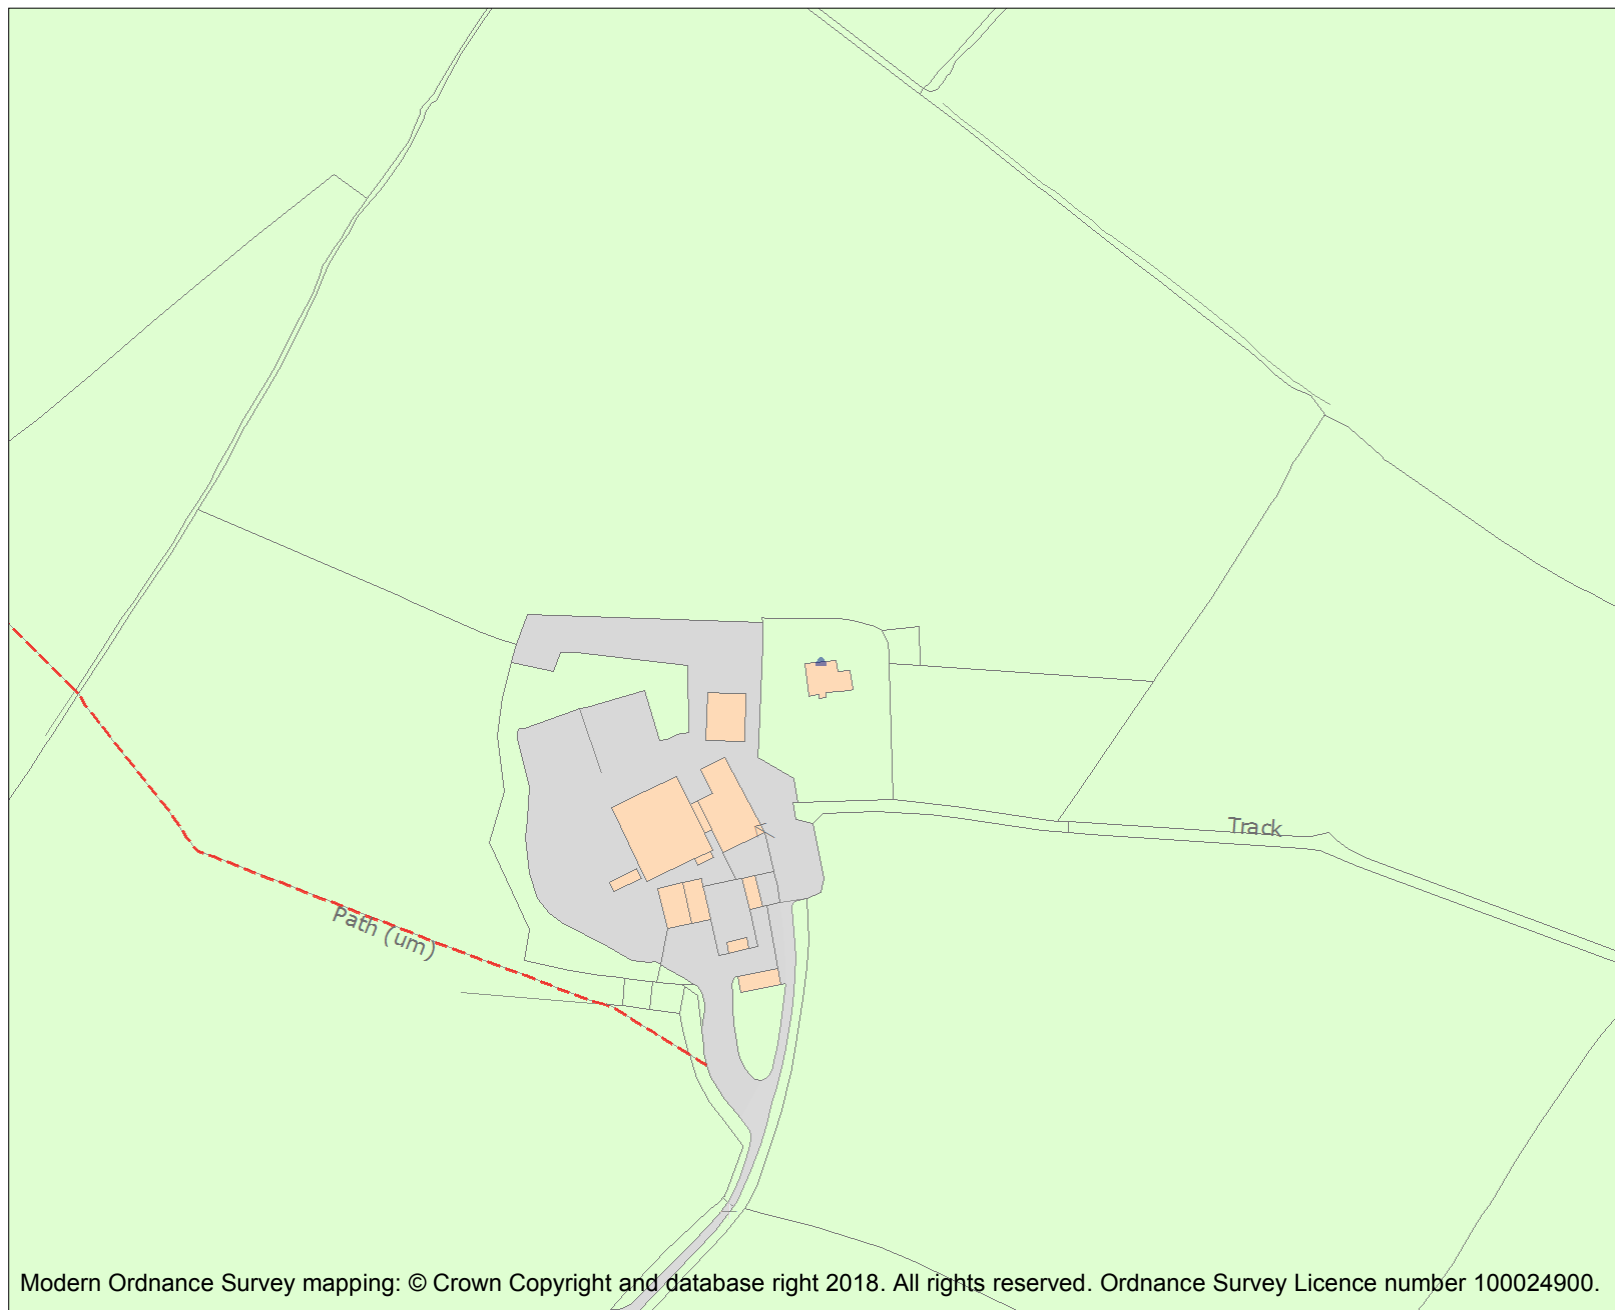 Track
Path (um)
Modern Ordnance Survey mapping: © Crown Copyright and database right 2018. All rights reserved. Ordnance Survey Licence number 100024900.